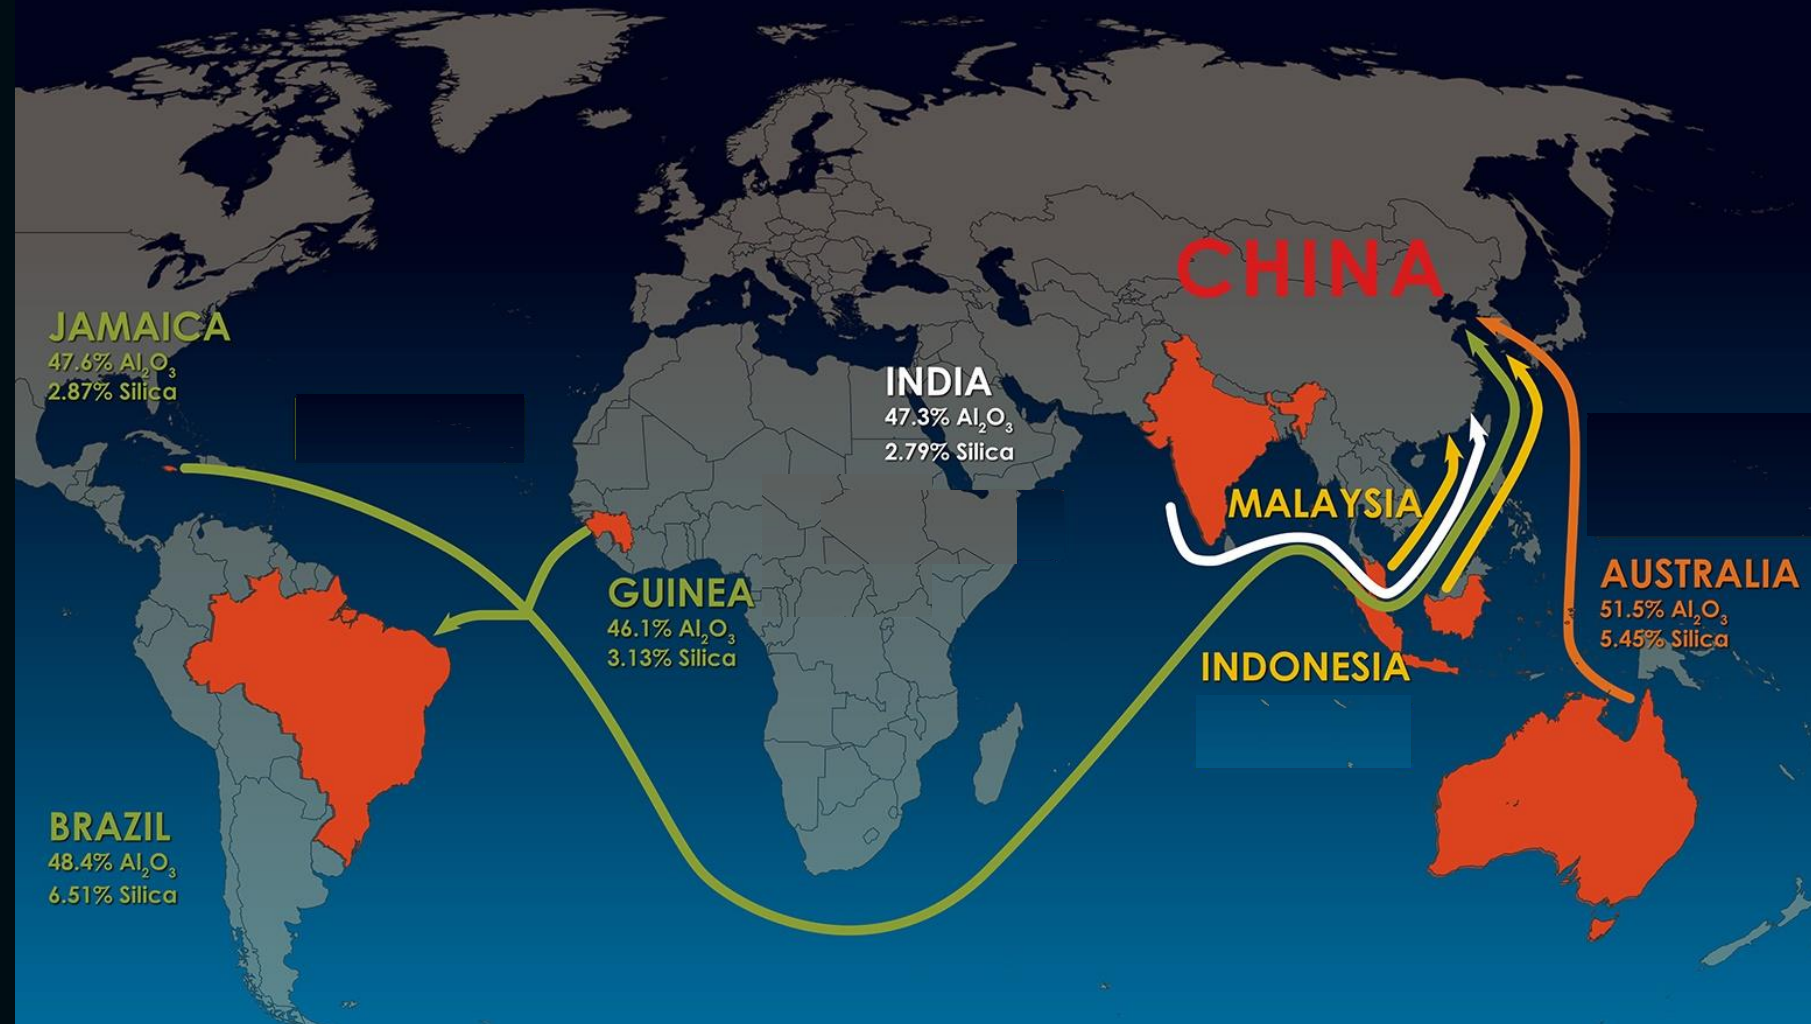 CHINA
JAMAICA
47.6% Al₂O₃
2.87% Silica
INDIA
47.3% Al₂O₃
2.79% Silica
MALAYSIA
GUINEA
46.1% Al₂O₃
3.13% Silica
AUSTRALIA
51.5% Al₂O₃
5.45% Silica
INDONESIA
BRAZIL
48.4% Al₂O₃
6.51% Silica